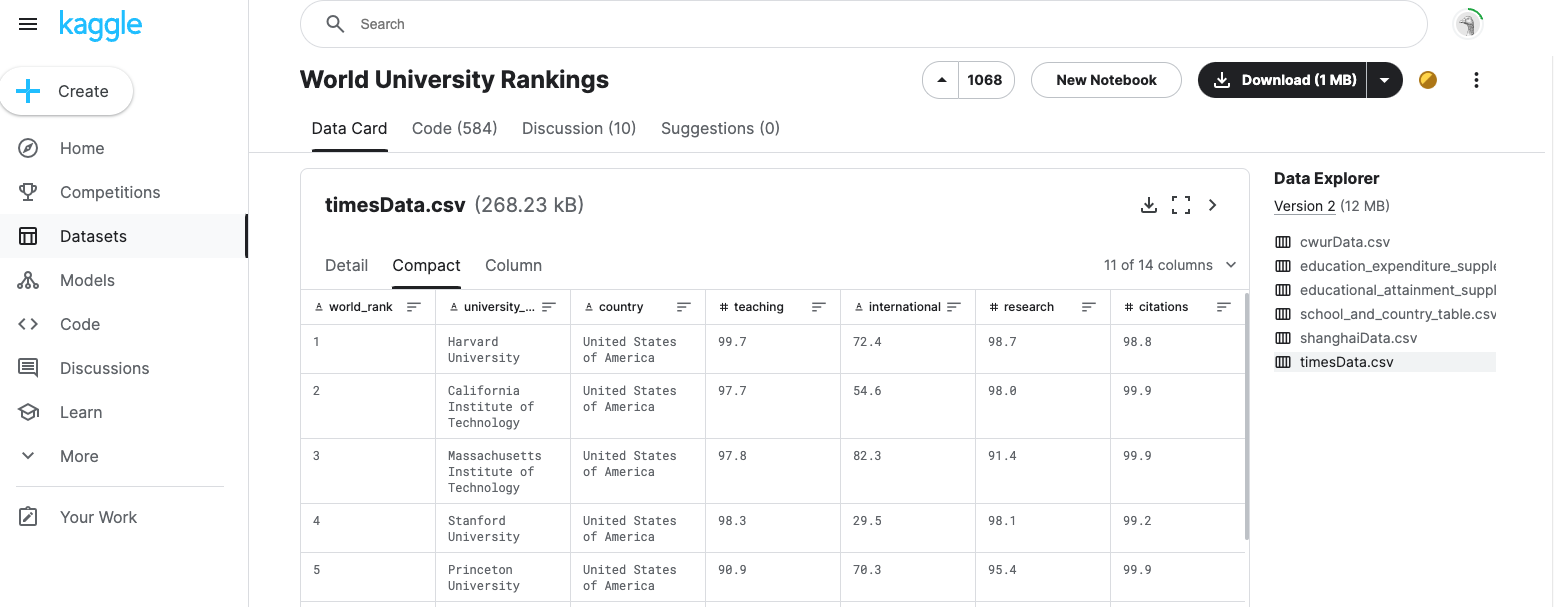 kaggle
Search
Create
Home
Competitions
Datasets
Models
Code
Discussions
Learn
More
Your Work
World University Rankings
1068
New Notebook
Download (1 MB)
Data Card
Code (584)
Discussion (10)
Suggestions (0)
timesData.csv (268.23 kB)
Detail
Compact
Column
11 of 14 columns
A world_rank
A university_...
A country
# teaching
A international
# research
# citations
1
Harvard
University
United States
of America
99.7
72.4
98.7
98.8
2
California
Institute of
Technology
United States
of America
97.7
54.6
98.0
99.9
3
Massachusetts
Institute of
Technology
United States
of America
97.8
82.3
91.4
99.9
4
Stanford
University
United States
of America
98.3
29.5
98.1
99.2
5
Princeton
University
United States
of America
90.9
70.3
95.4
99.9
Data Explorer
Version 2 (12 MB)
cwurData.csv
education_expenditure_supple
educational_attainment_suppl
school_and_country_table.csv
shanghaiData.csv
timesData.csv